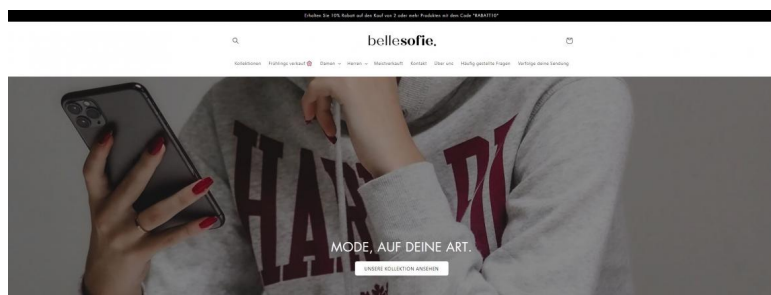 Erhalten Sie 10% Rabatt auf den Kauf von 2 oder mehr Produkten mit dem Code "RABATT10"
bellesofie.
Kollektionen Frühlings verkauf Damen Herren Meistverkauft Kontakt Über uns Häufig gestellte Fragen Verfolge deine Sendung
HARD
MODE, AUF DEINE ART.
UNSERE KOLLEKTION ANSEHEN